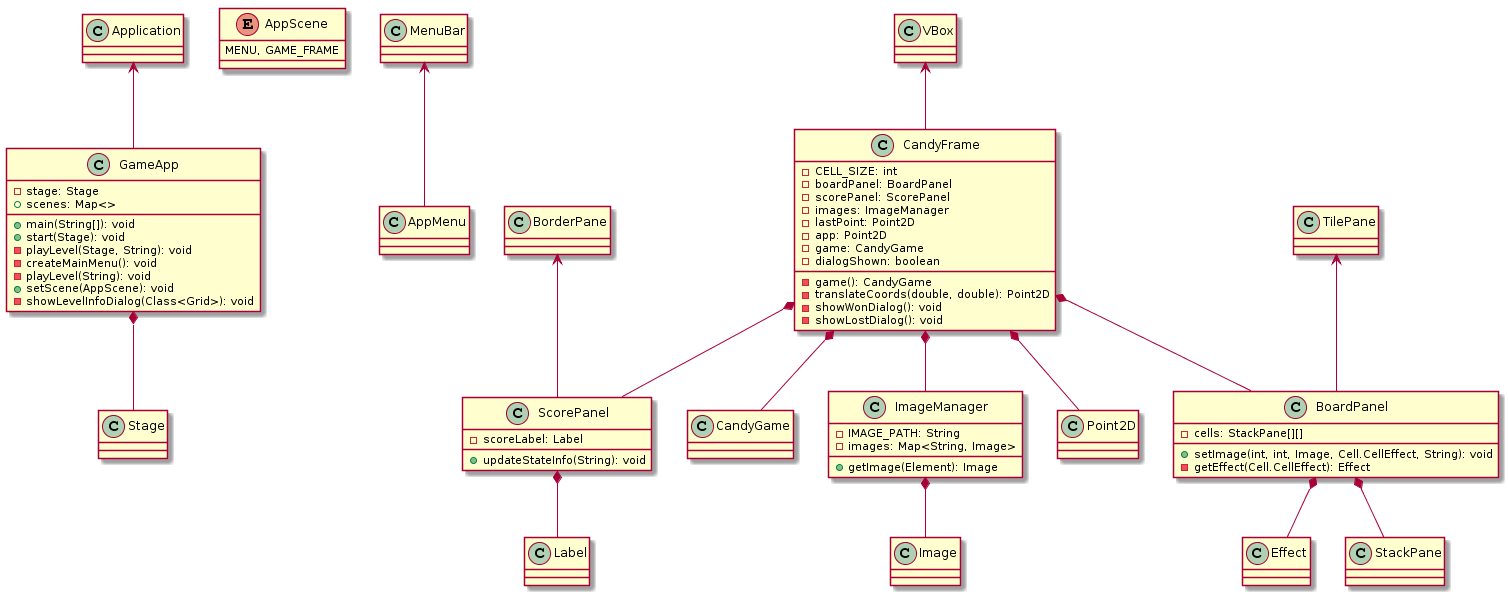 C Application
E AppScene
MENU, GAME_FRAME
C MenuBar
C VBox
C GameApp
stage: Stage
scenes: Map<>
main(String[]): void
start(Stage): void
playLevel(Stage, String): void
createMainMenu(): void
playLevel(String): void
setScene(AppScene): void
showLevelInfoDialog(Class<Grid>): void
C AppMenu
C BorderPane
C CandyFrame
CELL_SIZE: int
boardPanel: BoardPanel
scorePanel: ScorePanel
images: ImageManager
lastPoint: Point2D
app: Point2D
game: CandyGame
dialogShown: boolean
game(): CandyGame
translateCoords(double, double): Point2D
showWonDialog(): void
showLostDialog(): void
C TilePane
C Stage
C ScorePanel
scoreLabel: Label
updateStateInfo(String): void
C CandyGame
C ImageManager
IMAGE_PATH: String
images: Map<String, Image>
getImage(Element): Image
C Point2D
C BoardPanel
cells: StackPane[][]
setImage(int, int, Image, Cell.CellEffect, String): void
getEffect(Cell.CellEffect): Effect
C Label
C Image
C Effect
C StackPane